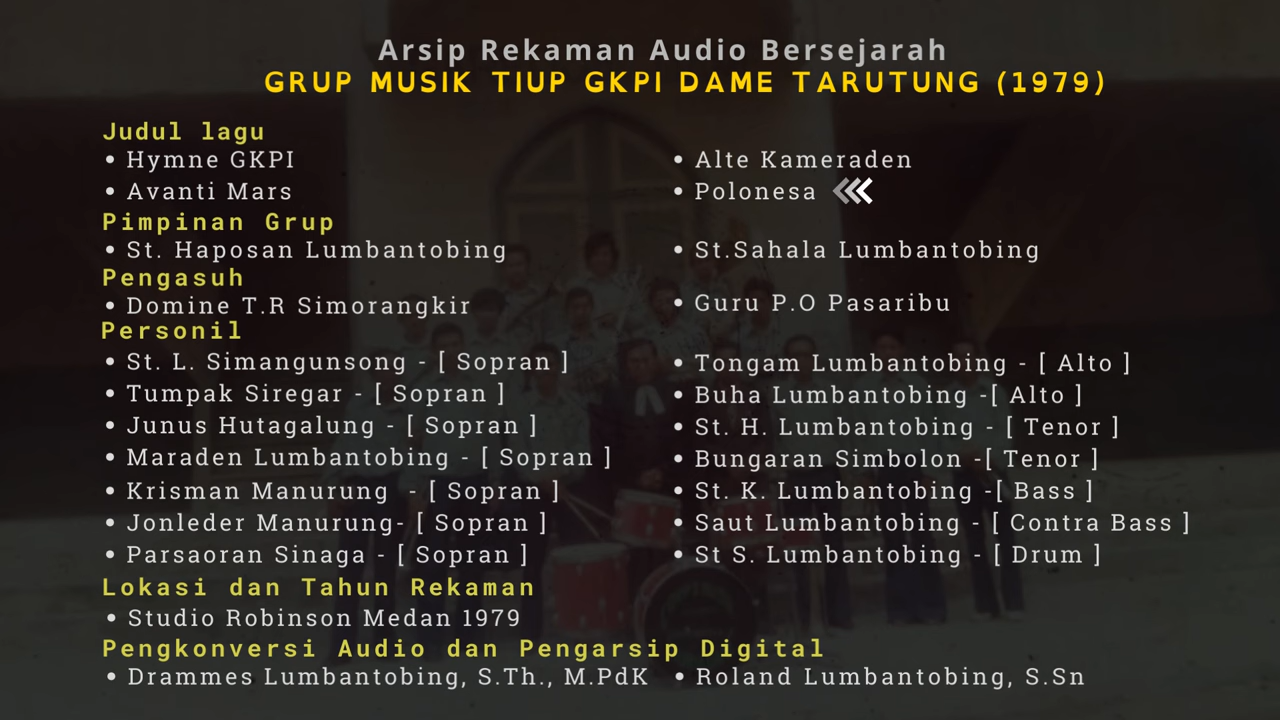 Arsip Rekaman Audio Bersejarah
GRUP MUSIK TIUP GKPI DAME TARUTUNG (1979)
Judul lagu
• Hymne GKPI
• Alte Kameraden
• Avanti Mars
• Polonesa
Pimpinan Grup
• St. Haposan Lumbantobing
• St.Sahala Lumbantobing
Pengasuh
• Domine T.R Simorangkir
• Guru P.O Pasaribu
Personil
• St. L. Simangunsong - [ Sopran ]
• Tumpak Siregar - [ Sopran ]
• Junus Hutagalung - [ Sopran ]
• Maraden Lumbantobing - [ Sopran ]
• Krisman Manurung - [ Sopran ]
• Jonleder Manurung- [ Sopran ]
• Parsaoran Sinaga - [ Sopran ]
• Tongam Lumbantobing - [ Alto ]
• Buha Lumbantobing -[ Alto ]
• St. H. Lumbantobing - [ Tenor ]
• Bungaran Simbolon -[ Tenor ]
• St. K. Lumbantobing -[ Bass ]
• Saut Lumbantobing - [ Contra Bass ]
• St S. Lumbantobing - [ Drum ]
Lokasi dan Tahun Rekaman
• Studio Robinson Medan 1979
Pengkonversi Audio dan Pengarsip Digital
• Drammes Lumbantobing, S.Th., M.PdK
• Roland Lumbantobing, S.Sn